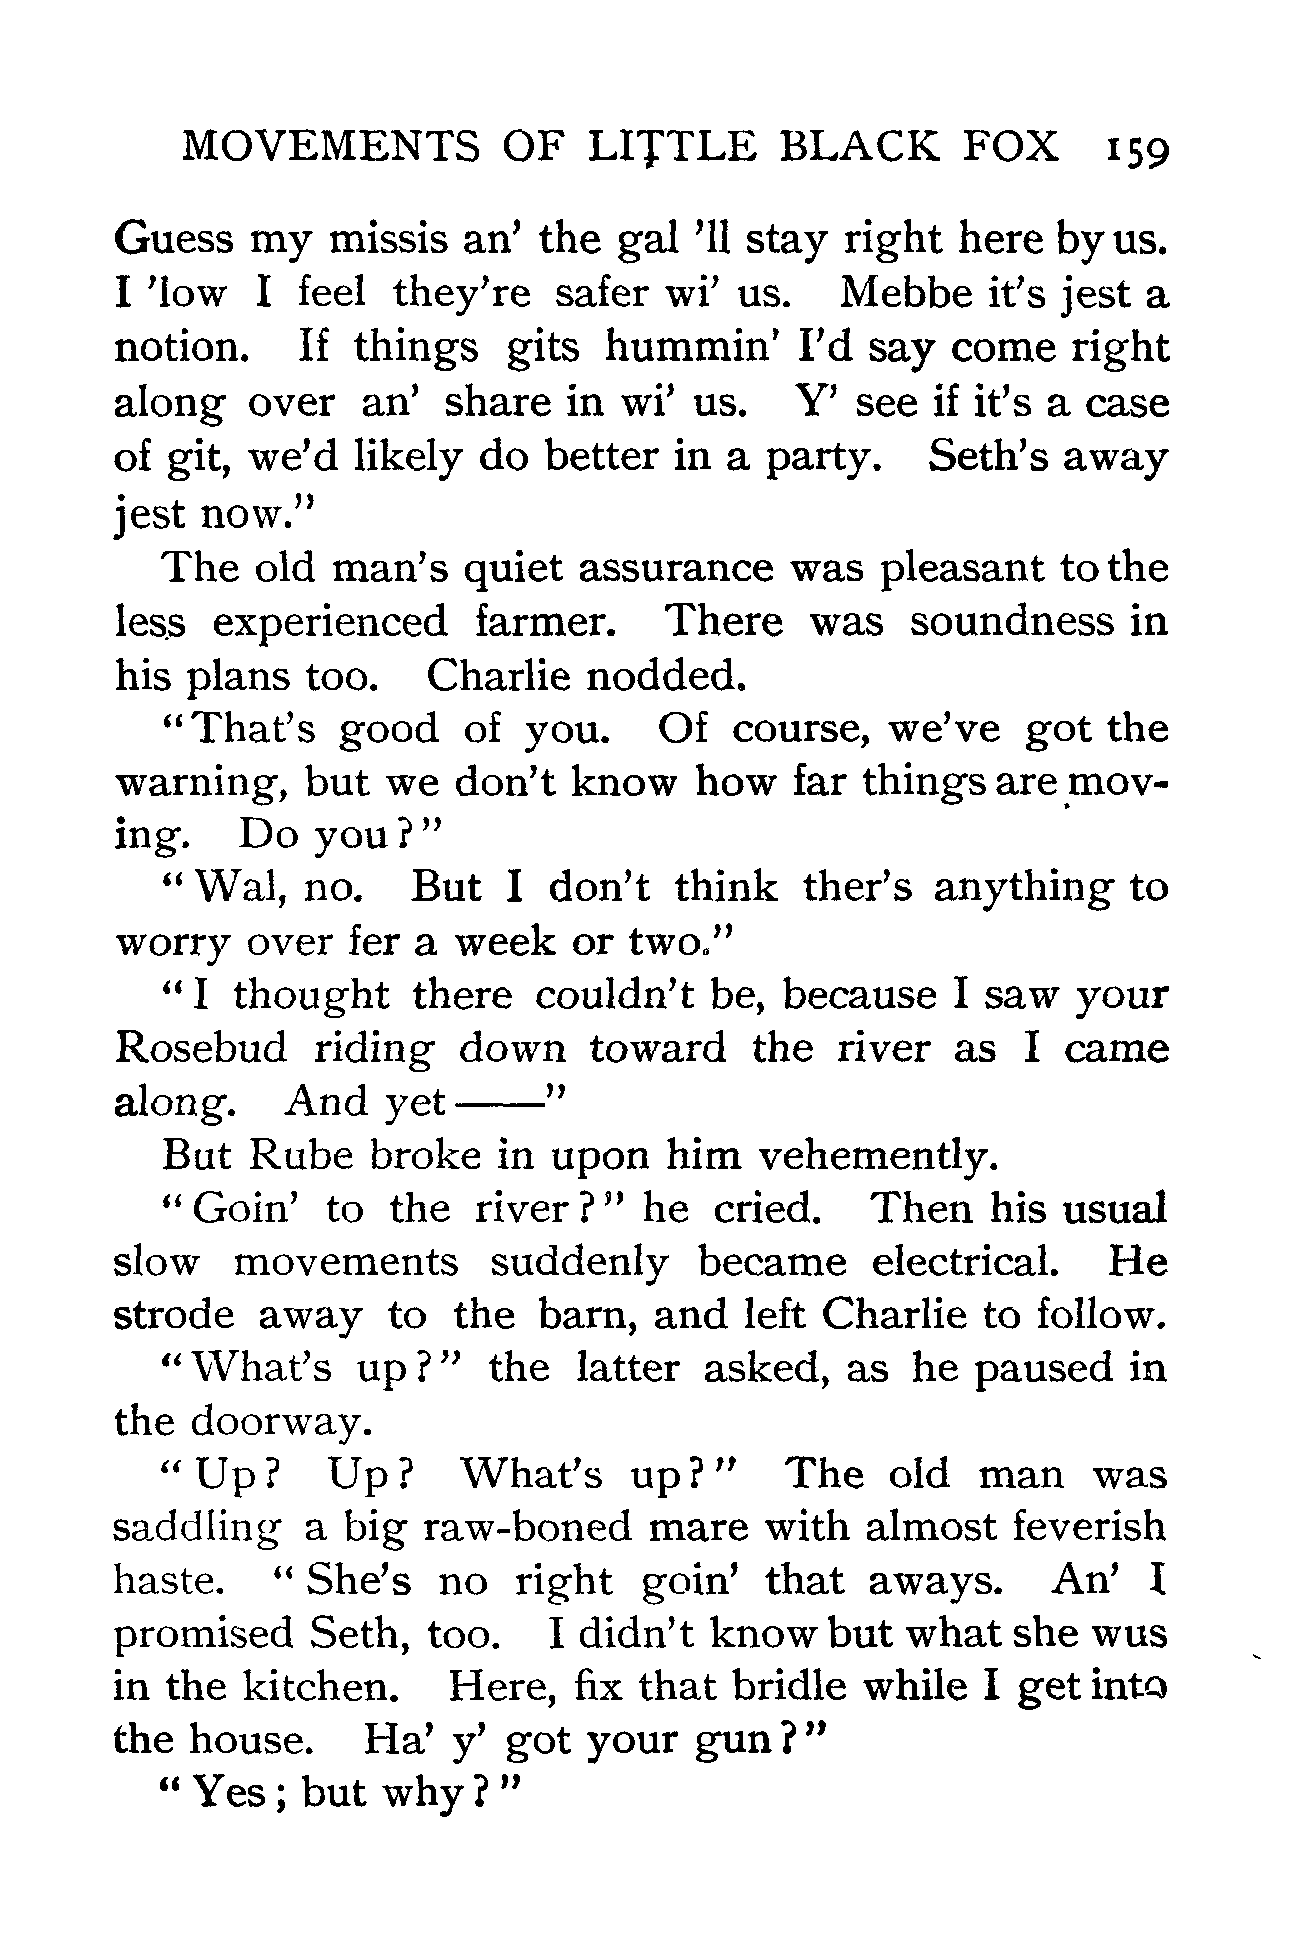 MOVEMENTS OF LITTLE BLACK FOX 159
Guess my missis an' the gal 'll stay right here by us.
I 'low I feel they're safer wi' us. Mebbe it's jest a
notion. If things gits hummin' I'd say come right
along over an' share in wi' us. Y' see if it's a case
of git, we'd likely do better in a party. Seth's away
jest now."
The old man's quiet assurance was pleasant to the
less experienced farmer. There was soundness in
his plans too. Charlie nodded.
"That's good of you. Of course, we've got the
warning, but we don't know how far things are mov-
ing. Do you?"
"Wal, no. But I don't think ther's anything to
worry over fer a week or two."
"I thought there couldn't be, because I saw your
Rosebud riding down toward the river as I came
along. And yet——"
But Rube broke in upon him vehemently.
"Goin' to the river?" he cried. Then his usual
slow movements suddenly became electrical. He
strode away to the barn, and left Charlie to follow.
"What's up?" the latter asked, as he paused in
the doorway.
"Up? Up? What's up?" The old man was
saddling a big raw-boned mare with almost feverish
haste. "She's no right goin' that aways. An' I
promised Seth, too. I didn't know but what she wus
in the kitchen. Here, fix that bridle while I get into
the house. Ha' y' got your gun?"
"Yes; but why?"